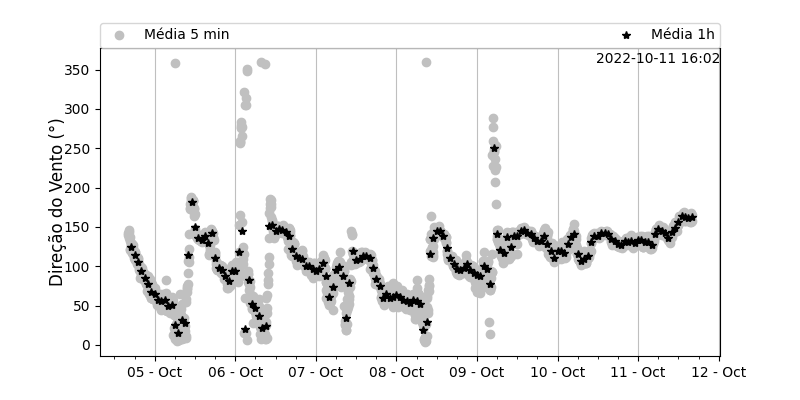 Média 5 min
Média 1h
2022-10-11 16:02
Direção do Vento (°)
350
300
250
200
150
100
50
0
05 - Oct
06 - Oct
07 - Oct
08 - Oct
09 - Oct
10 - Oct
11 - Oct
12 - Oct